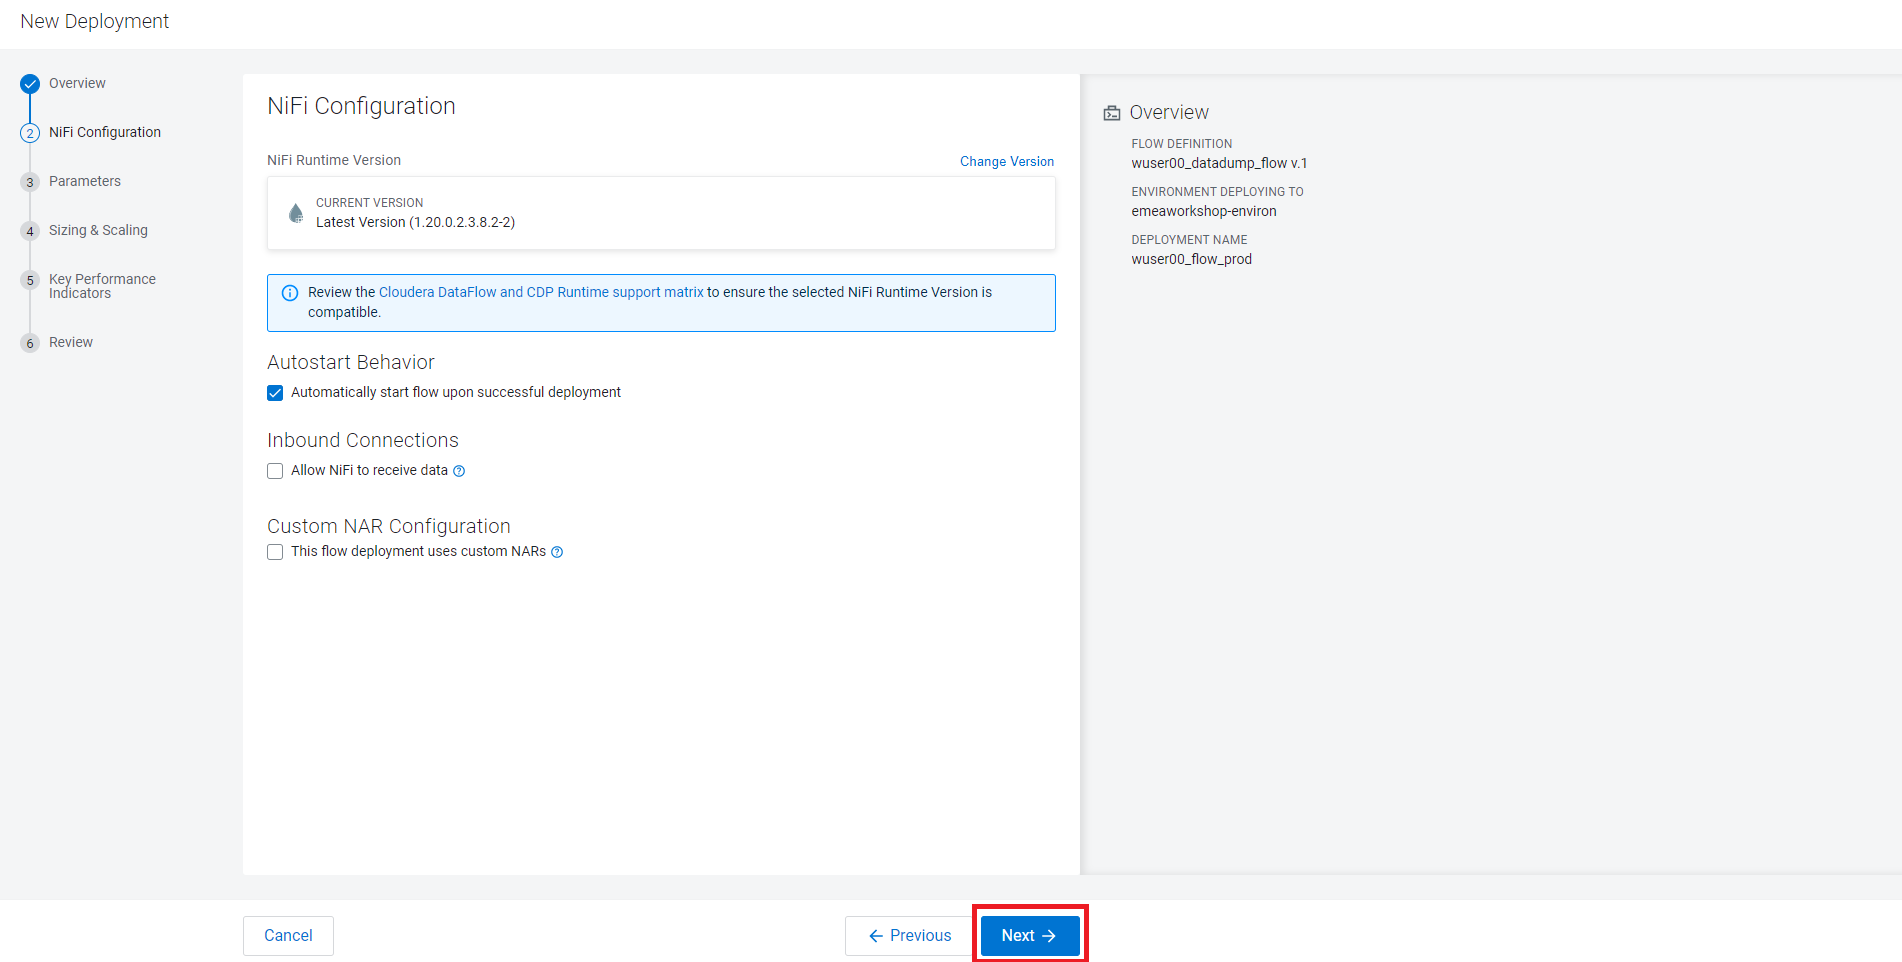 New Deployment
Overview
2 NiFi Configuration
3 Parameters
4 Sizing & Scaling
5 Key Performance
Indicators
6 Review
NiFi Configuration
NiFi Runtime Version
Change Version
CURRENT VERSION
Latest Version (1.20.0.2.3.8.2-2)
Review the Cloudera DataFlow and CDP Runtime support matrix to ensure the selected NiFi Runtime Version is
compatible.
Autostart Behavior
Automatically start flow upon successful deployment
Inbound Connections
Allow NiFi to receive data
Custom NAR Configuration
This flow deployment uses custom NARs
Overview
FLOW DEFINITION
wuser00_datadump_flow v.1
ENVIRONMENT DEPLOYING TO
emeaworkshop-environ
DEPLOYMENT NAME
wuser00_flow_prod
Cancel
Previous
Next